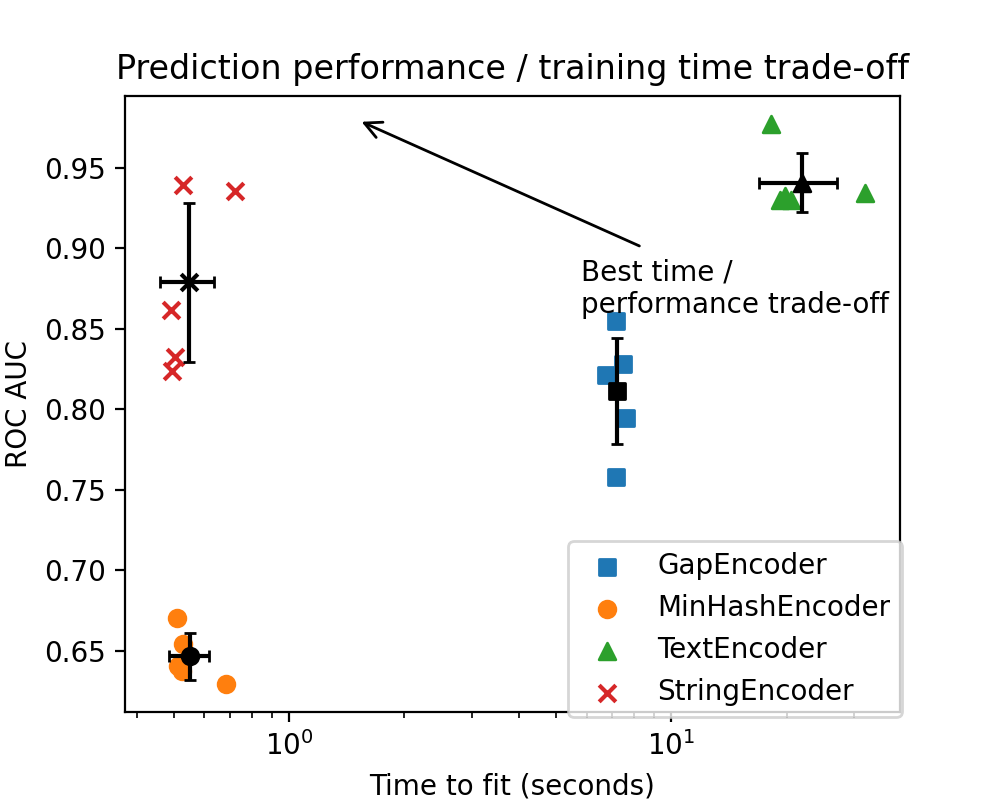 Prediction performance / training time trade-off
0.95
0.90
0.85
0.80
0.75
0.70
0.65
ROC AUC
Best time /
performance trade-off
GapEncoder
MinHashEncoder
TextEncoder
StringEncoder
10⁰
10¹
Time to fit (seconds)